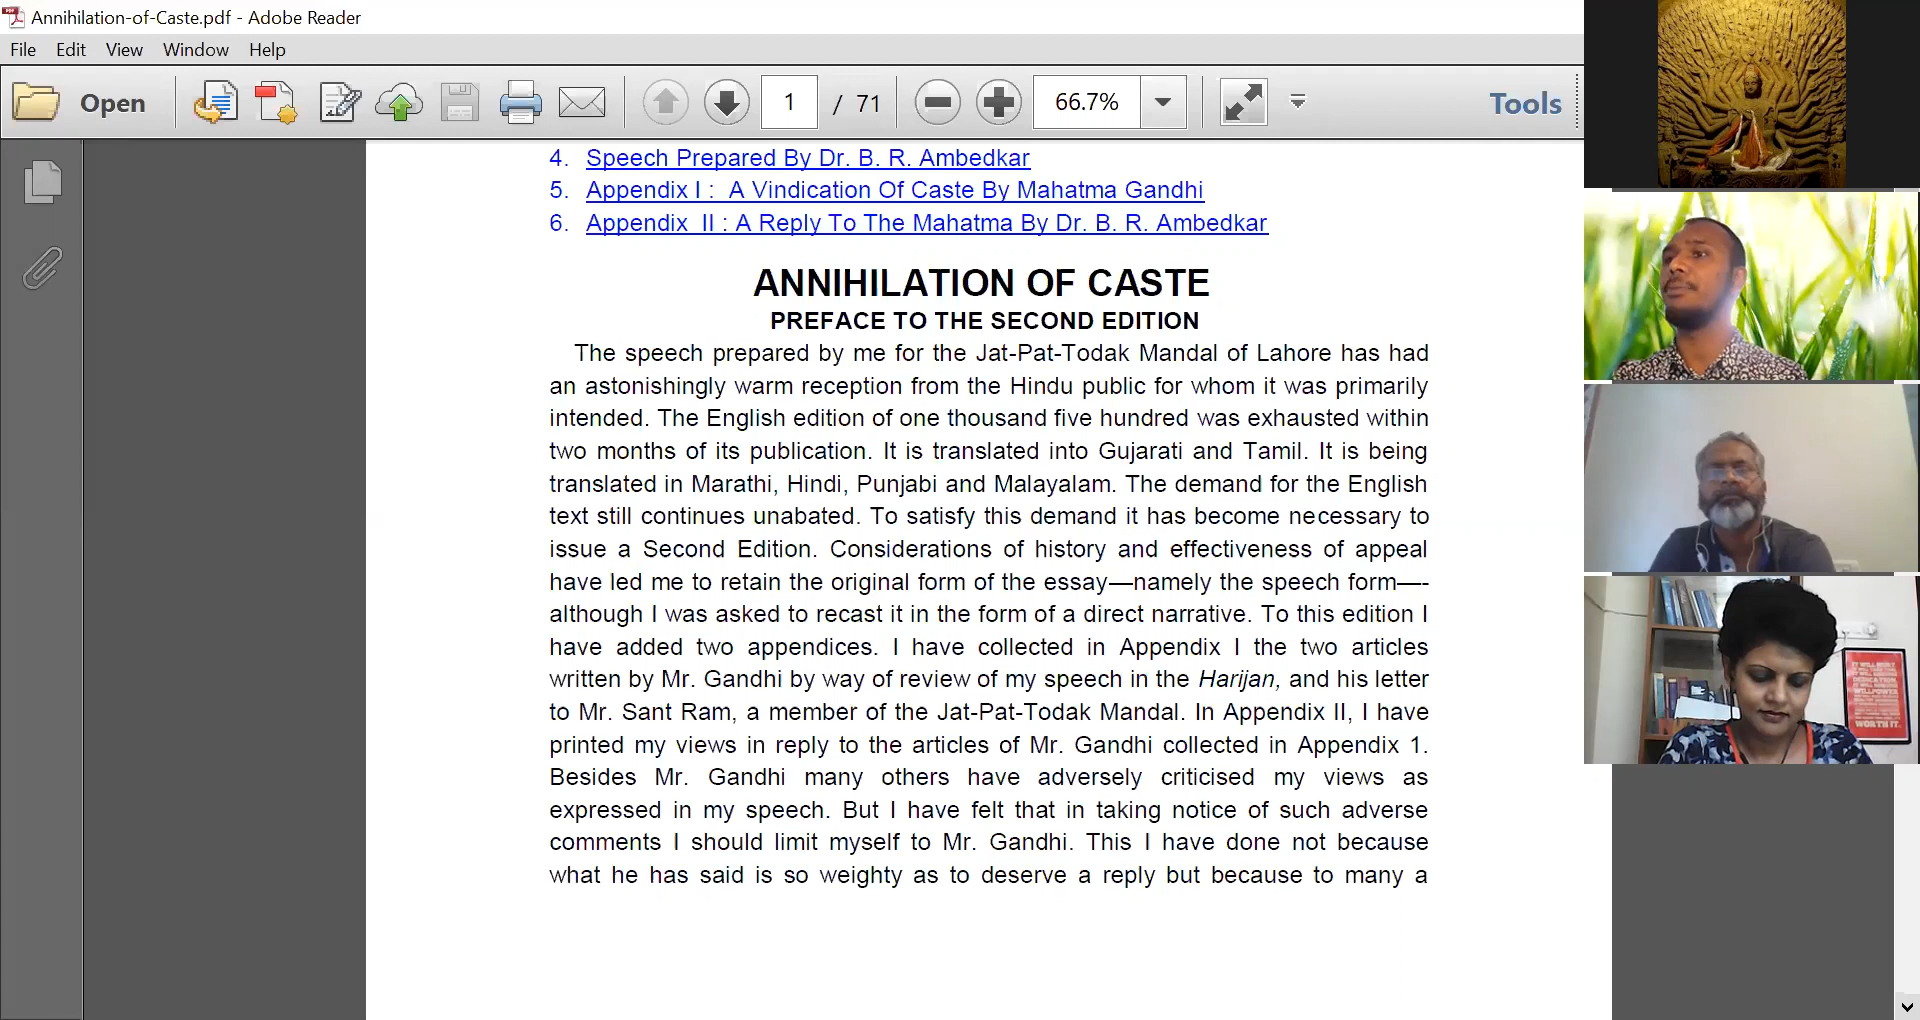 Annihilation-of-Caste.pdf - Adobe Reader
File Edit View Window Help
Open 1 / 71 66.7% Tools
4. Speech Prepared By Dr. B. R. Ambedkar
5. Appendix I : A Vindication Of Caste By Mahatma Gandhi
6. Appendix II : A Reply To The Mahatma By Dr. B. R. Ambedkar
ANNIHILATION OF CASTE
PREFACE TO THE SECOND EDITION
The speech prepared by me for the Jat-Pat-Todak Mandal of Lahore has had
an astonishingly warm reception from the Hindu public for whom it was primarily
intended. The English edition of one thousand five hundred was exhausted within
two months of its publication. It is translated into Gujarati and Tamil. It is being
translated in Marathi, Hindi, Punjabi and Malayalam. The demand for the English
text still continues unabated. To satisfy this demand it has become necessary to
issue a Second Edition. Considerations of history and effectiveness of appeal
have led me to retain the original form of the essay—namely the speech form—-
although I was asked to recast it in the form of a direct narrative. To this edition I
have added two appendices. I have collected in Appendix I the two articles
written by Mr. Gandhi by way of review of my speech in the Harijan, and his letter
to Mr. Sant Ram, a member of the Jat-Pat-Todak Mandal. In Appendix II, I have
printed my views in reply to the articles of Mr. Gandhi collected in Appendix 1.
Besides Mr. Gandhi many others have adversely criticised my views as
expressed in my speech. But I have felt that in taking notice of such adverse
comments I should limit myself to Mr. Gandhi. This I have done not because
what he has said is so weighty as to deserve a reply but because to many a
IT WILL HURT
DEDICATION
WILLPOWER
WORTH IT.